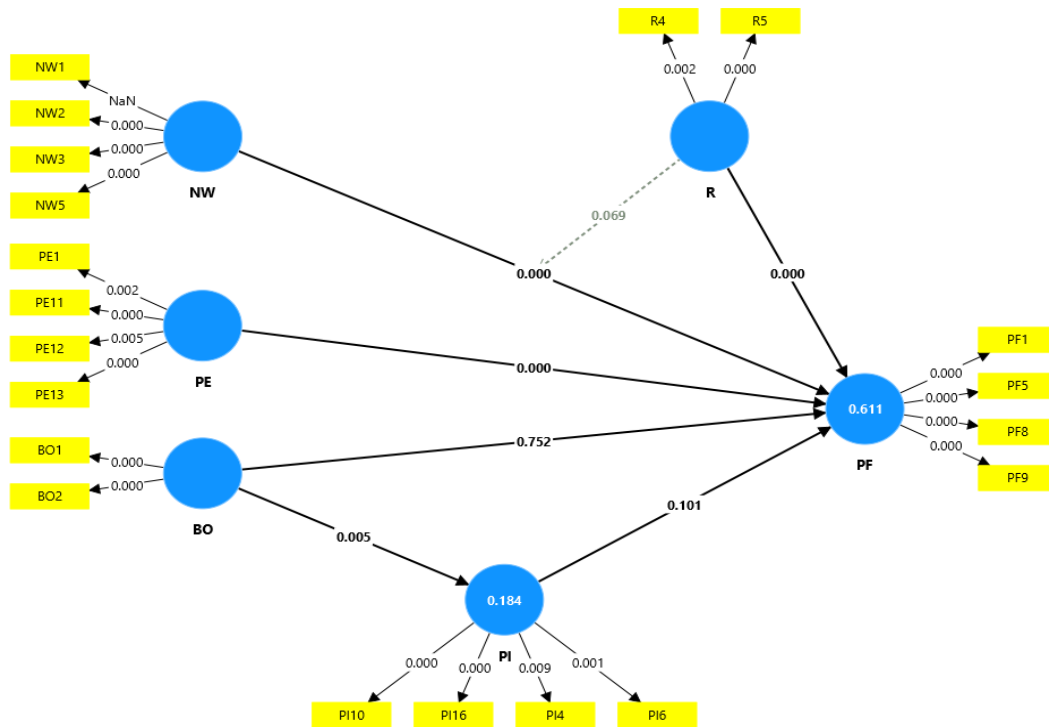 R4
R5
0.002
0.000
R
NW1
NW2
NW3
NW5
NaN
0.000
0.000
0.000
NW
0.069
0.000
0.000
PE1
PE11
PE12
PE13
0.002
0.000
0.005
0.000
PE
0.000
BO1
BO2
0.000
0.000
BO
0.752
0.005
0.101
0.611
PF
0.000
0.000
0.000
0.000
PF1
PF5
PF8
PF9
0.184
PI
0.000
0.000
0.009
0.001
PI10
PI16
PI4
PI6